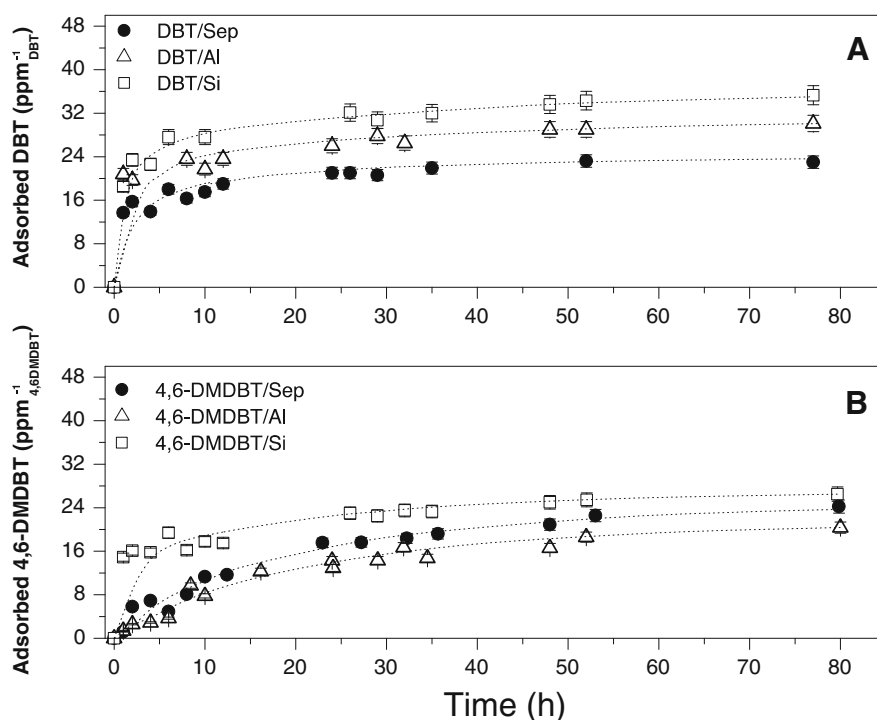 A
DBT/Sep
DBT/Al
DBT/Si
Adsorbed DBT (ppm⁻¹DBT)
48
40
32
24
16
8
0
0 10 20 30 40 50 60 70 80
B
4,6-DMDBT/Sep
4,6-DMDBT/Al
4,6-DMDBT/Si
Adsorbed 4,6-DMDBT (ppm⁻¹4,6DMDBT)
48
40
32
24
16
8
0
0 10 20 30 40 50 60 70 80
Time (h)